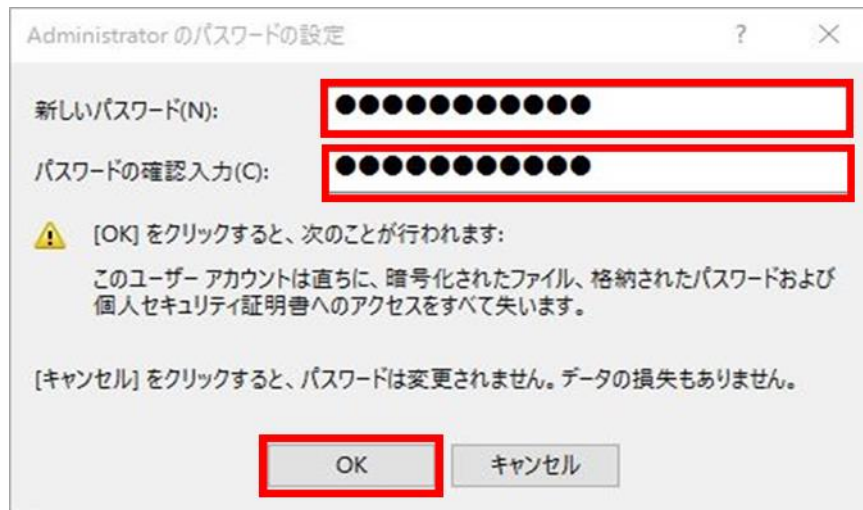 Administrator のパスワードの設定 ? ×
新しいパスワード(N): ●●●●●●●●●●●
パスワードの確認入力(C): ●●●●●●●●●●●
[OK] をクリックすると、次のことが行われます:
このユーザー アカウントは直ちに、暗号化されたファイル、格納されたパスワードおよび
個人セキュリティ証明書へのアクセスをすべて失います。
[キャンセル] をクリックすると、パスワードは変更されません。データの損失もありません。
OK キャンセル